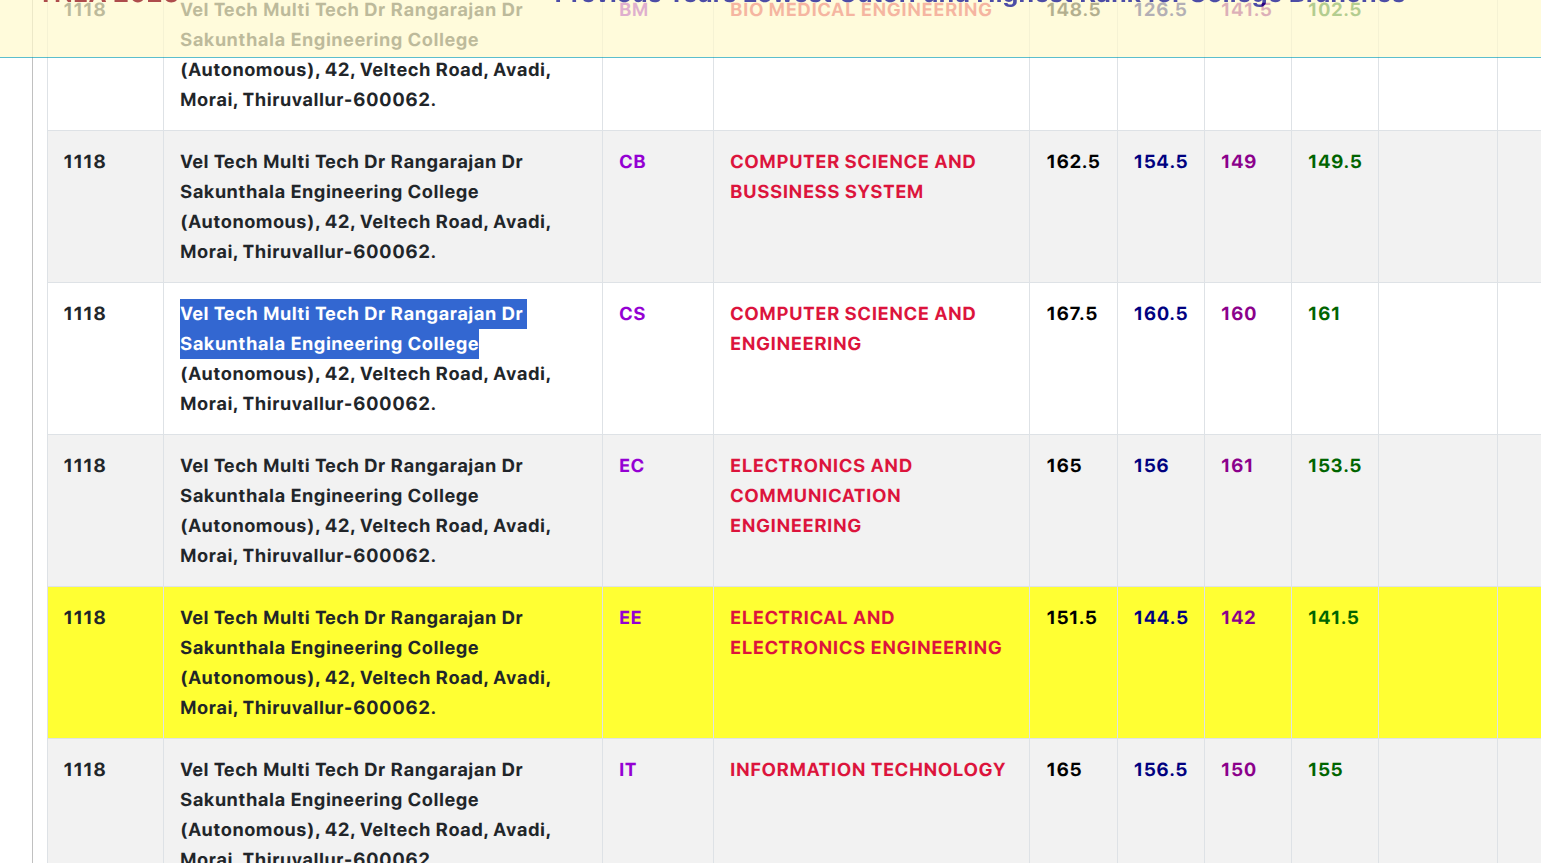 1118 Vel Tech Multi Tech Dr Rangarajan Dr BM BIO MEDICAL ENGINEERING 148.5 126.5 141.5 102.5
Sakunthala Engineering College
(Autonomous), 42, Veltech Road, Avadi,
Morai, Thiruvallur-600062.
1118 Vel Tech Multi Tech Dr Rangarajan Dr CB COMPUTER SCIENCE AND 162.5 154.5 149 149.5
Sakunthala Engineering College BUSSINESS SYSTEM
(Autonomous), 42, Veltech Road, Avadi,
Morai, Thiruvallur-600062.
1118 Vel Tech Multi Tech Dr Rangarajan Dr CS COMPUTER SCIENCE AND 167.5 160.5 160 161
Sakunthala Engineering College ENGINEERING
(Autonomous), 42, Veltech Road, Avadi,
Morai, Thiruvallur-600062.
1118 Vel Tech Multi Tech Dr Rangarajan Dr EC ELECTRONICS AND 165 156 161 153.5
Sakunthala Engineering College COMMUNICATION
(Autonomous), 42, Veltech Road, Avadi, ENGINEERING
Morai, Thiruvallur-600062.
1118 Vel Tech Multi Tech Dr Rangarajan Dr EE ELECTRICAL AND 151.5 144.5 142 141.5
Sakunthala Engineering College ELECTRONICS ENGINEERING
(Autonomous), 42, Veltech Road, Avadi,
Morai, Thiruvallur-600062.
1118 Vel Tech Multi Tech Dr Rangarajan Dr IT INFORMATION TECHNOLOGY 165 156.5 150 155
Sakunthala Engineering College
(Autonomous), 42, Veltech Road, Avadi,
Morai, Thiruvallur-600062.